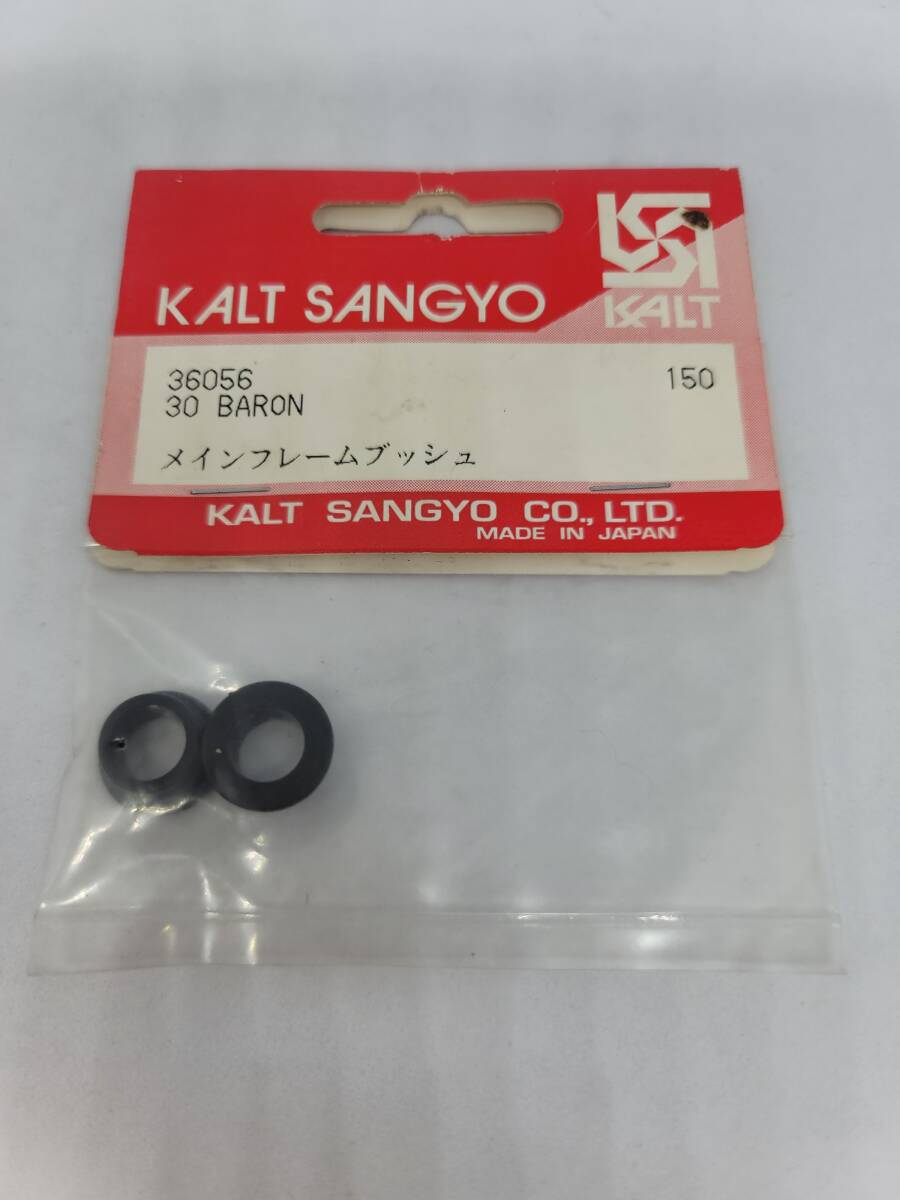 KALT SANGYO
KALT
36056 150
30 BARON
メインフレームブッシュ
KALT SANGYO CO., LTD.
MADE IN JAPAN